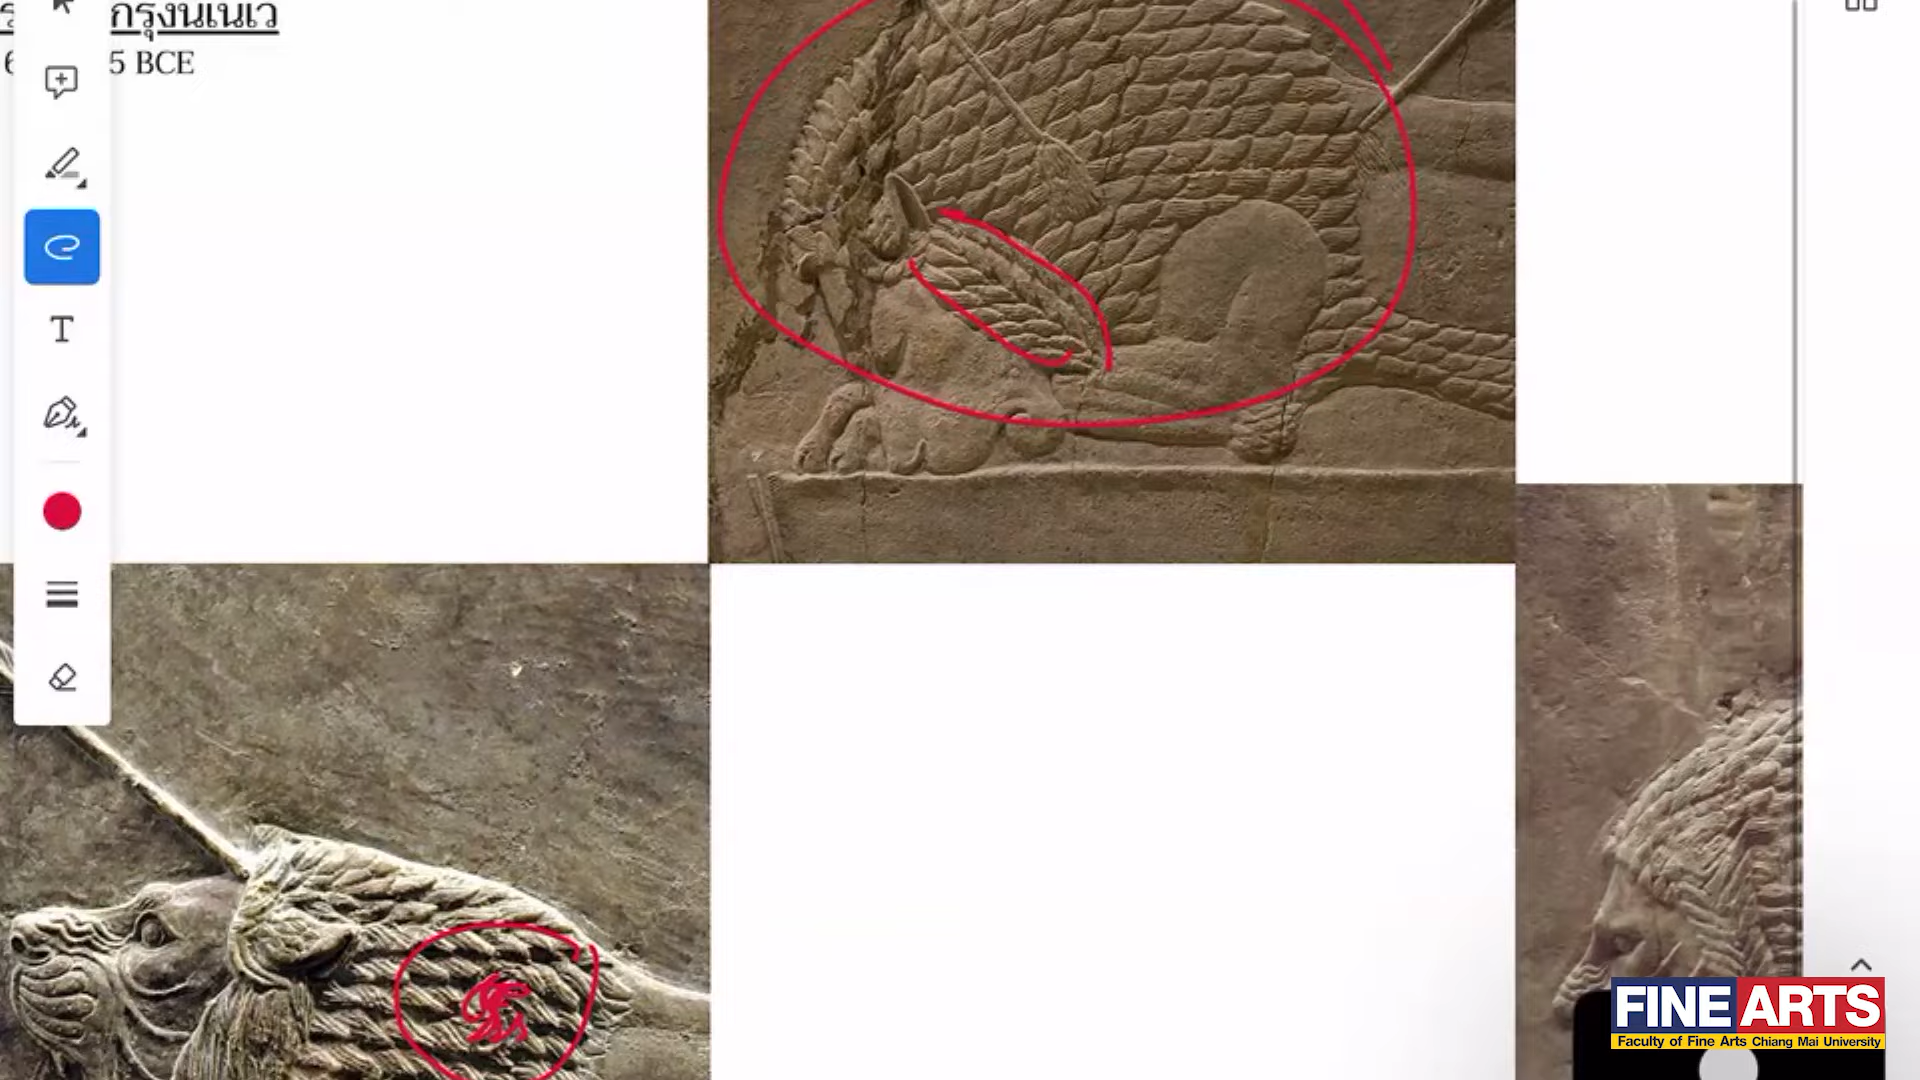 กรุงนเนเว
5 BCE
T
FINE ARTS
Faculty of Fine Arts Chiang Mai University